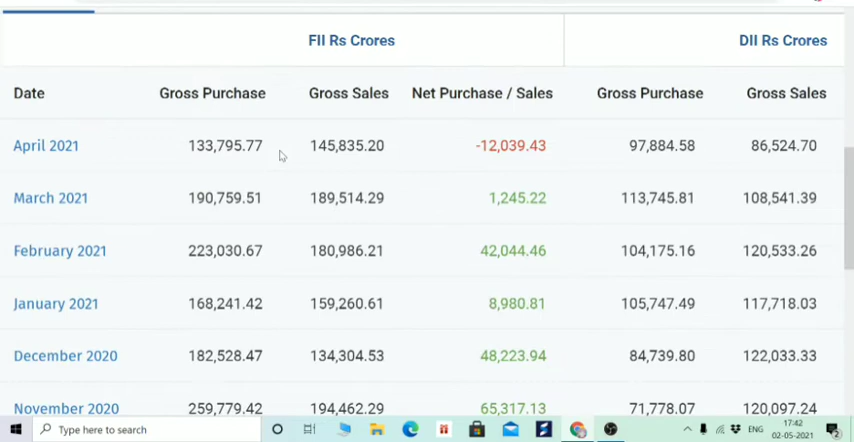 FII Rs Crores DII Rs Crores
Date Gross Purchase Gross Sales Net Purchase / Sales Gross Purchase Gross Sales
April 2021 133,795.77 145,835.20 -12,039.43 97,884.58 86,524.70
March 2021 190,759.51 189,514.29 1,245.22 113,745.81 108,541.39
February 2021 223,030.67 180,986.21 42,044.46 104,175.16 120,533.26
January 2021 168,241.42 159,260.61 8,980.81 105,747.49 117,718.03
December 2020 182,528.47 134,304.53 48,223.94 84,739.80 122,033.33
November 2020 259,779.42 194,462.29 65,317.13 71,778.07 120,097.24
Type here to search ENG 17:42
02-05-2021 2